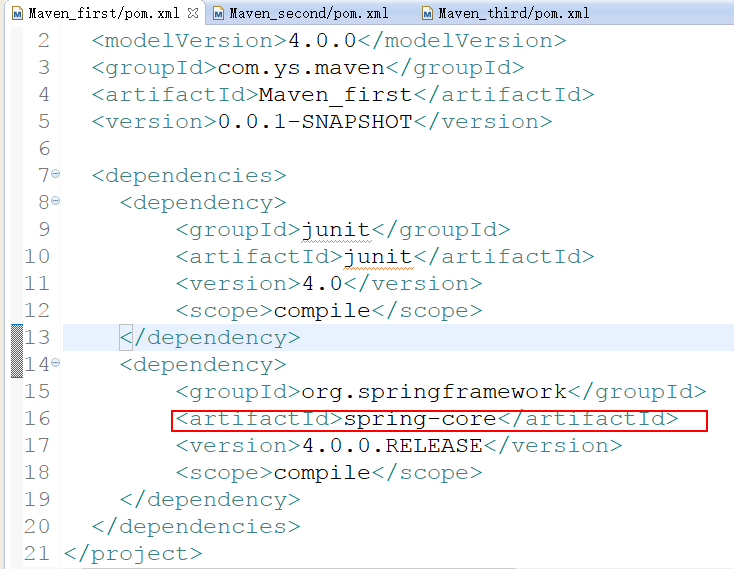 Maven_first/pom.xml Maven_second/pom.xml Maven_third/pom.xml
2 <modelVersion>4.0.0</modelVersion>
3 <groupId>com.ys.maven</groupId>
4 <artifactId>Maven_first</artifactId>
5 <version>0.0.1-SNAPSHOT</version>
6
7 <dependencies>
8 <dependency>
9 <groupId>junit</groupId>
10 <artifactId>junit</artifactId>
11 <version>4.0</version>
12 <scope>compile</scope>
13 </dependency>
14 <dependency>
15 <groupId>org.springframework</groupId>
16 <artifactId>spring-core</artifactId>
17 <version>4.0.0.RELEASE</version>
18 <scope>compile</scope>
19 </dependency>
20 </dependencies>
21 </project>